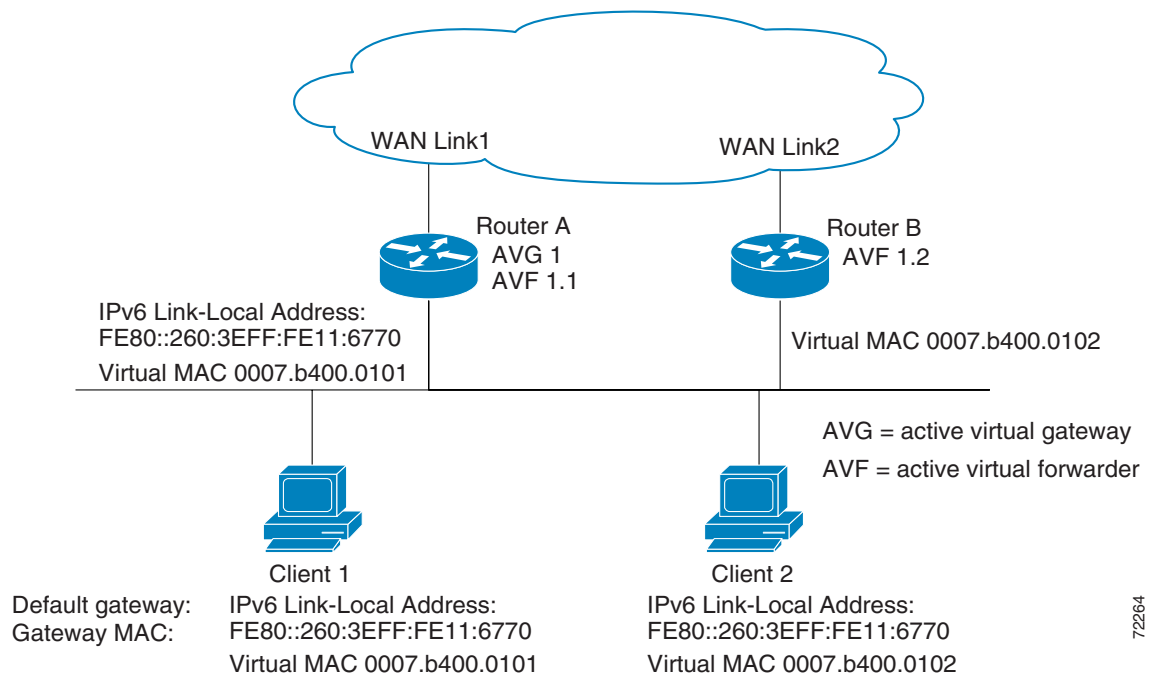 WAN Link1
WAN Link2
Router A
AVG 1
AVF 1.1
Router B
AVF 1.2
IPv6 Link-Local Address:
FE80::260:3EFF:FE11:6770
Virtual MAC 0007.b400.0101
Virtual MAC 0007.b400.0102
AVG = active virtual gateway
AVF = active virtual forwarder
Client 1
Client 2
Default gateway:
Gateway MAC:
IPv6 Link-Local Address:
FE80::260:3EFF:FE11:6770
Virtual MAC 0007.b400.0101
IPv6 Link-Local Address:
FE80::260:3EFF:FE11:6770
Virtual MAC 0007.b400.0102
72264